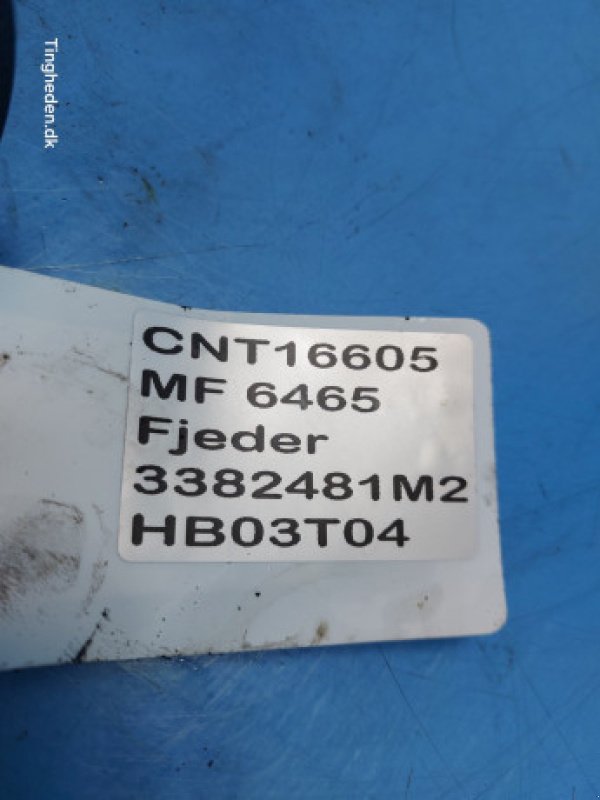 Tingheden.dk
CNT16605
MF 6465
Fjeder
3382481M2
HB03T04